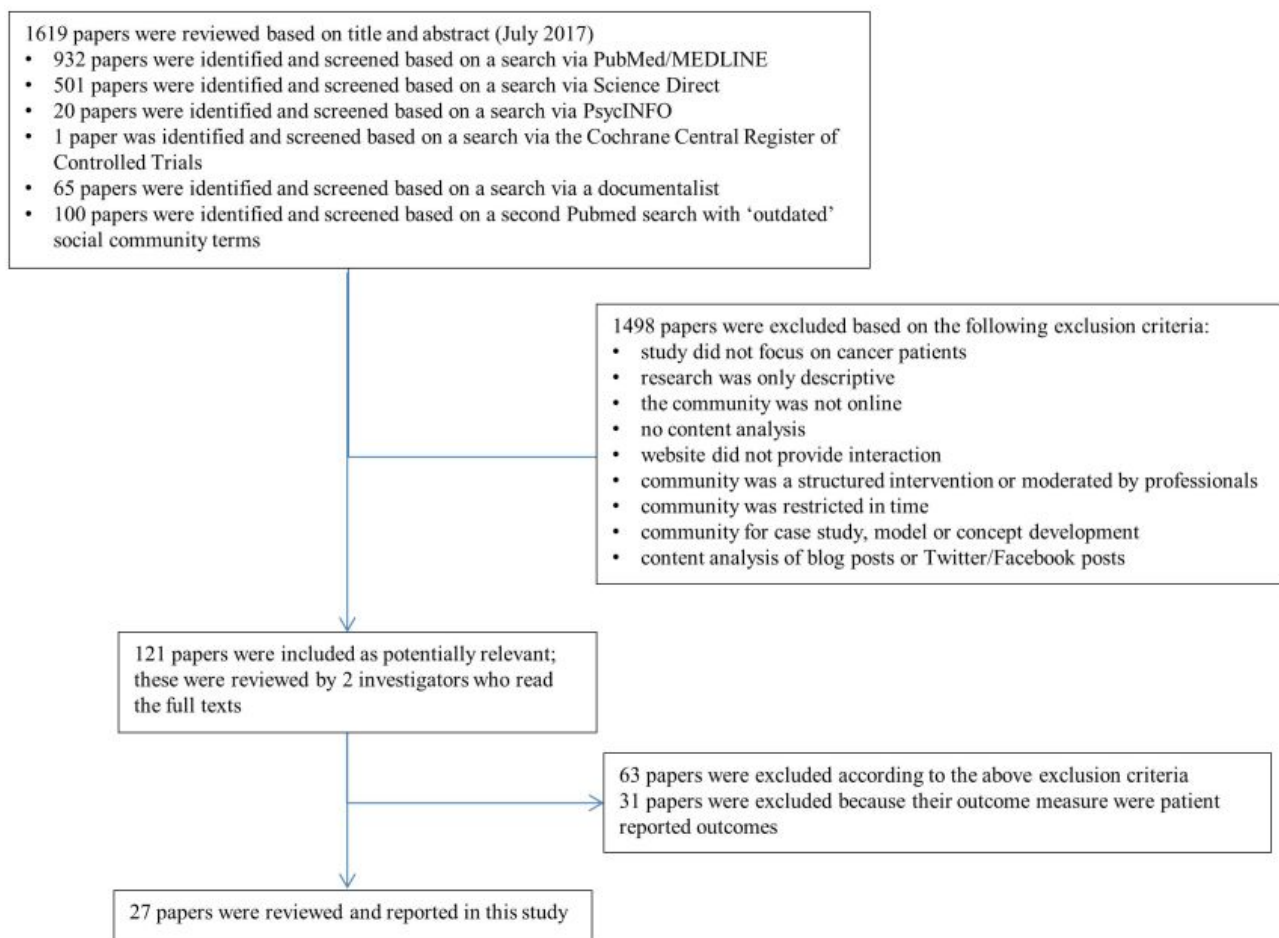 1619 papers were reviewed based on title and abstract (July 2017)
• 932 papers were identified and screened based on a search via PubMed/MEDLINE
• 501 papers were identified and screened based on a search via Science Direct
• 20 papers were identified and screened based on a search via PsycINFO
• 1 paper was identified and screened based on a search via the Cochrane Central Register of
Controlled Trials
• 65 papers were identified and screened based on a search via a documentalist
• 100 papers were identified and screened based on a second Pubmed search with ‘outdated’
social community terms
1498 papers were excluded based on the following exclusion criteria:
• study did not focus on cancer patients
• research was only descriptive
• the community was not online
• no content analysis
• website did not provide interaction
• community was a structured intervention or moderated by professionals
• community was restricted in time
• community for case study, model or concept development
• content analysis of blog posts or Twitter/Facebook posts
121 papers were included as potentially relevant;
these were reviewed by 2 investigators who read
the full texts
63 papers were excluded according to the above exclusion criteria
31 papers were excluded because their outcome measure were patient
reported outcomes
27 papers were reviewed and reported in this study